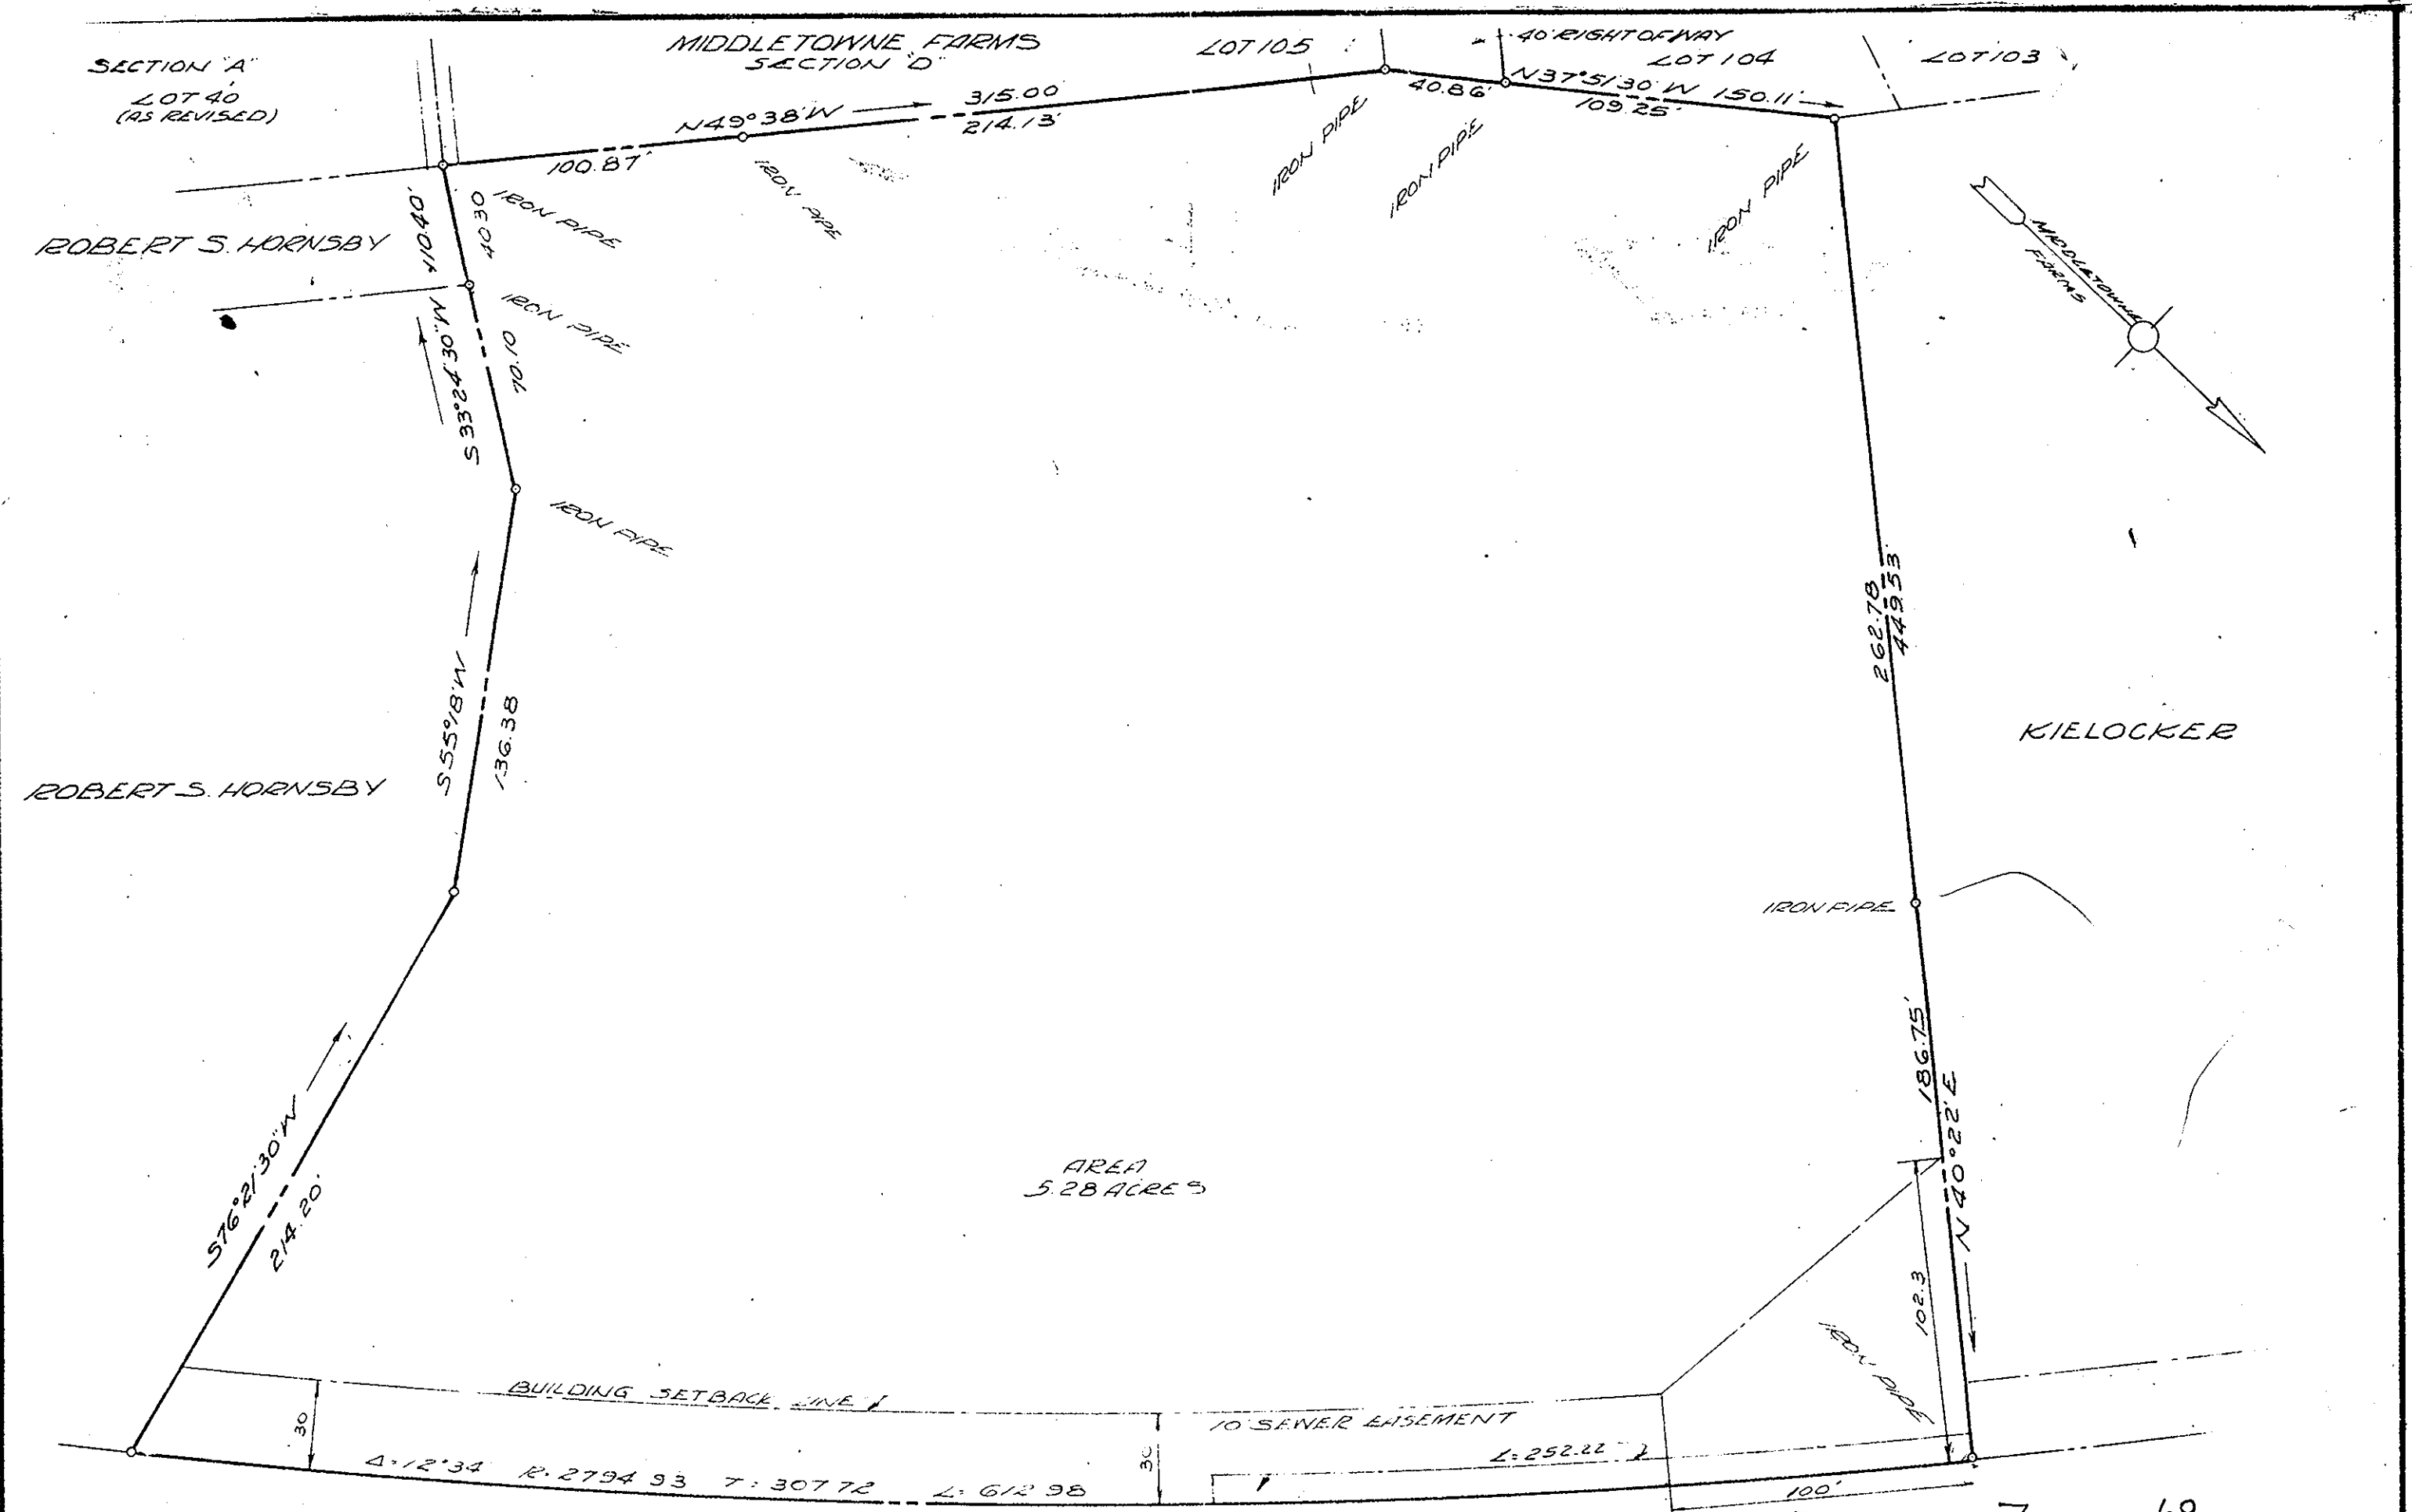 SECTION "A"
LOT 40
(AS REVISED)
MIDDLETOWNE FARMS
SECTION "D"
LOT 105
40' RIGHT OF WAY
LOT 104
LOT 103
N49°38'W
315.00
214.13'
100.87'
40.86'
N37°51'30"W 150.11'
109.25'
IRON PIPE
IRON PIPE
IRON PIPE
IRON PIPE
IRON PIPE
IRON PIPE
IRON PIPE
ROBERT S. HORNSBY
S 33°24'30"W
110.40'
40.30
70.10
MIDDLETOWNE
FARMS
S55°18'W
136.38
262.78
449.53'
KIELOCKER
ROBERT S. HORNSBY
IRON PIPE
186.75'
N 40°22'E
S76°21'30"W
214.20'
AREA
5.28 ACRES
102.3
IRON PIPE
BUILDING SETBACK LINE
30
30
10' SEWER EASEMENT
L=252.22
Δ=12°34' R=2794.93 T=307.72 L=612.98
100'